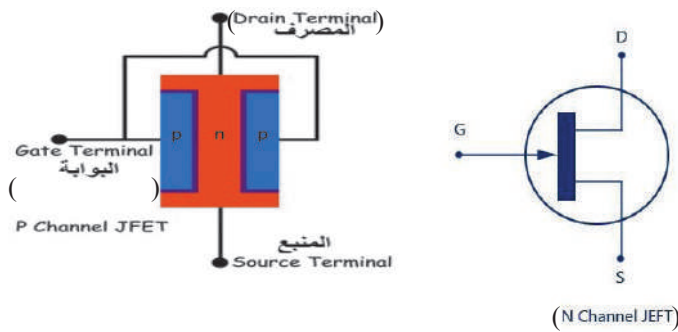 (Drain Terminal)
المصرف
D
p n p
G
Gate Terminal
البوابة
( )
P Channel JFET
المنبع
Source Terminal
S
(N Channel JEFT)